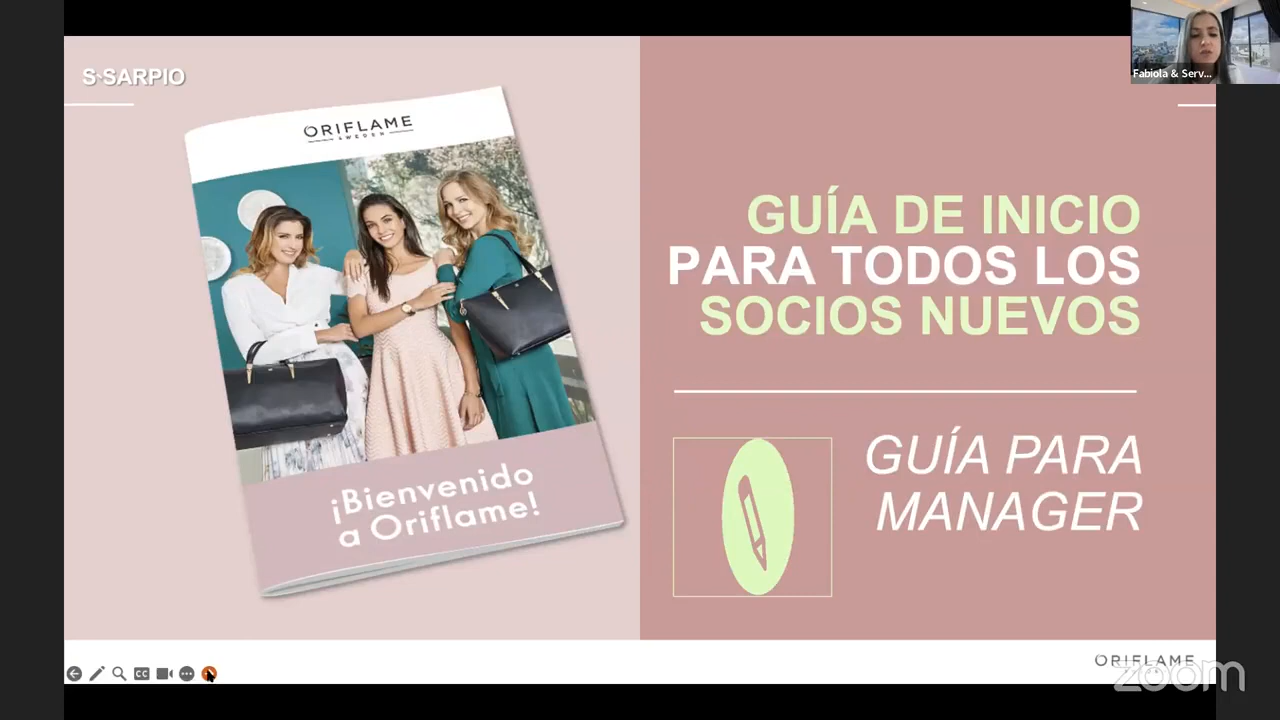 S SARPIO
ORIFLAME
SWEDEN
¡Bienvenido
a Oriflame!
GUÍA DE INICIO
PARA TODOS LOS
SOCIOS NUEVOS
GUÍA PARA
MANAGER
Fabiola & Serv...
CC
ORIFLAME
zoom